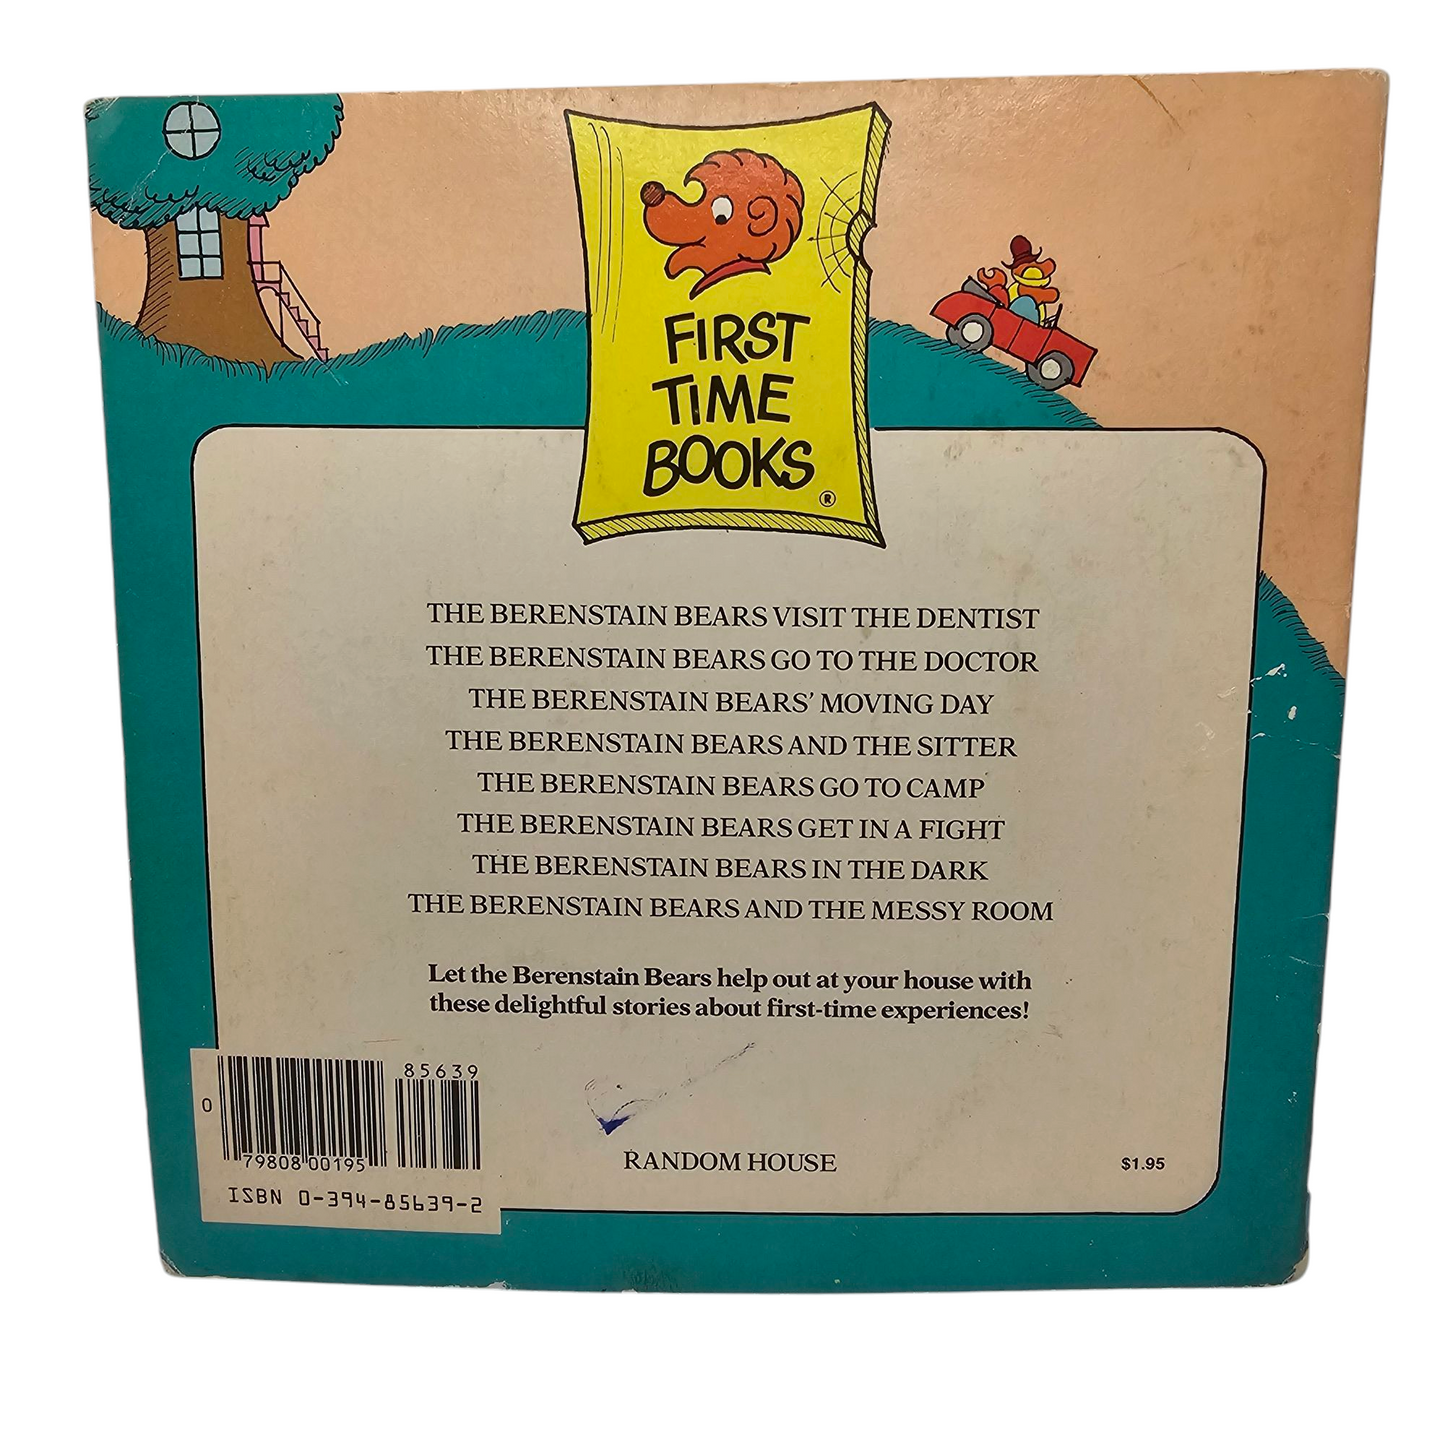 FIRST
TIME
BOOKS
®
THE BERENSTAIN BEARS VISIT THE DENTIST
THE BERENSTAIN BEARS GO TO THE DOCTOR
THE BERENSTAIN BEARS' MOVING DAY
THE BERENSTAIN BEARS AND THE SITTER
THE BERENSTAIN BEARS GO TO CAMP
THE BERENSTAIN BEARS GET IN A FIGHT
THE BERENSTAIN BEARS IN THE DARK
THE BERENSTAIN BEARS AND THE MESSY ROOM
Let the Berenstain Bears help out at your house with
these delightful stories about first-time experiences!
85639
0
79808 00195
ISBN 0-394-85639-2
RANDOM HOUSE
$1.95